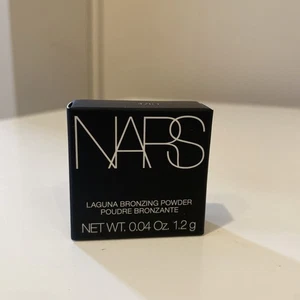 NARS
LAGUNA BRONZING POWDER
POUDRE BRONZANTE
NET WT. 0.04 Oz. 1.2 g